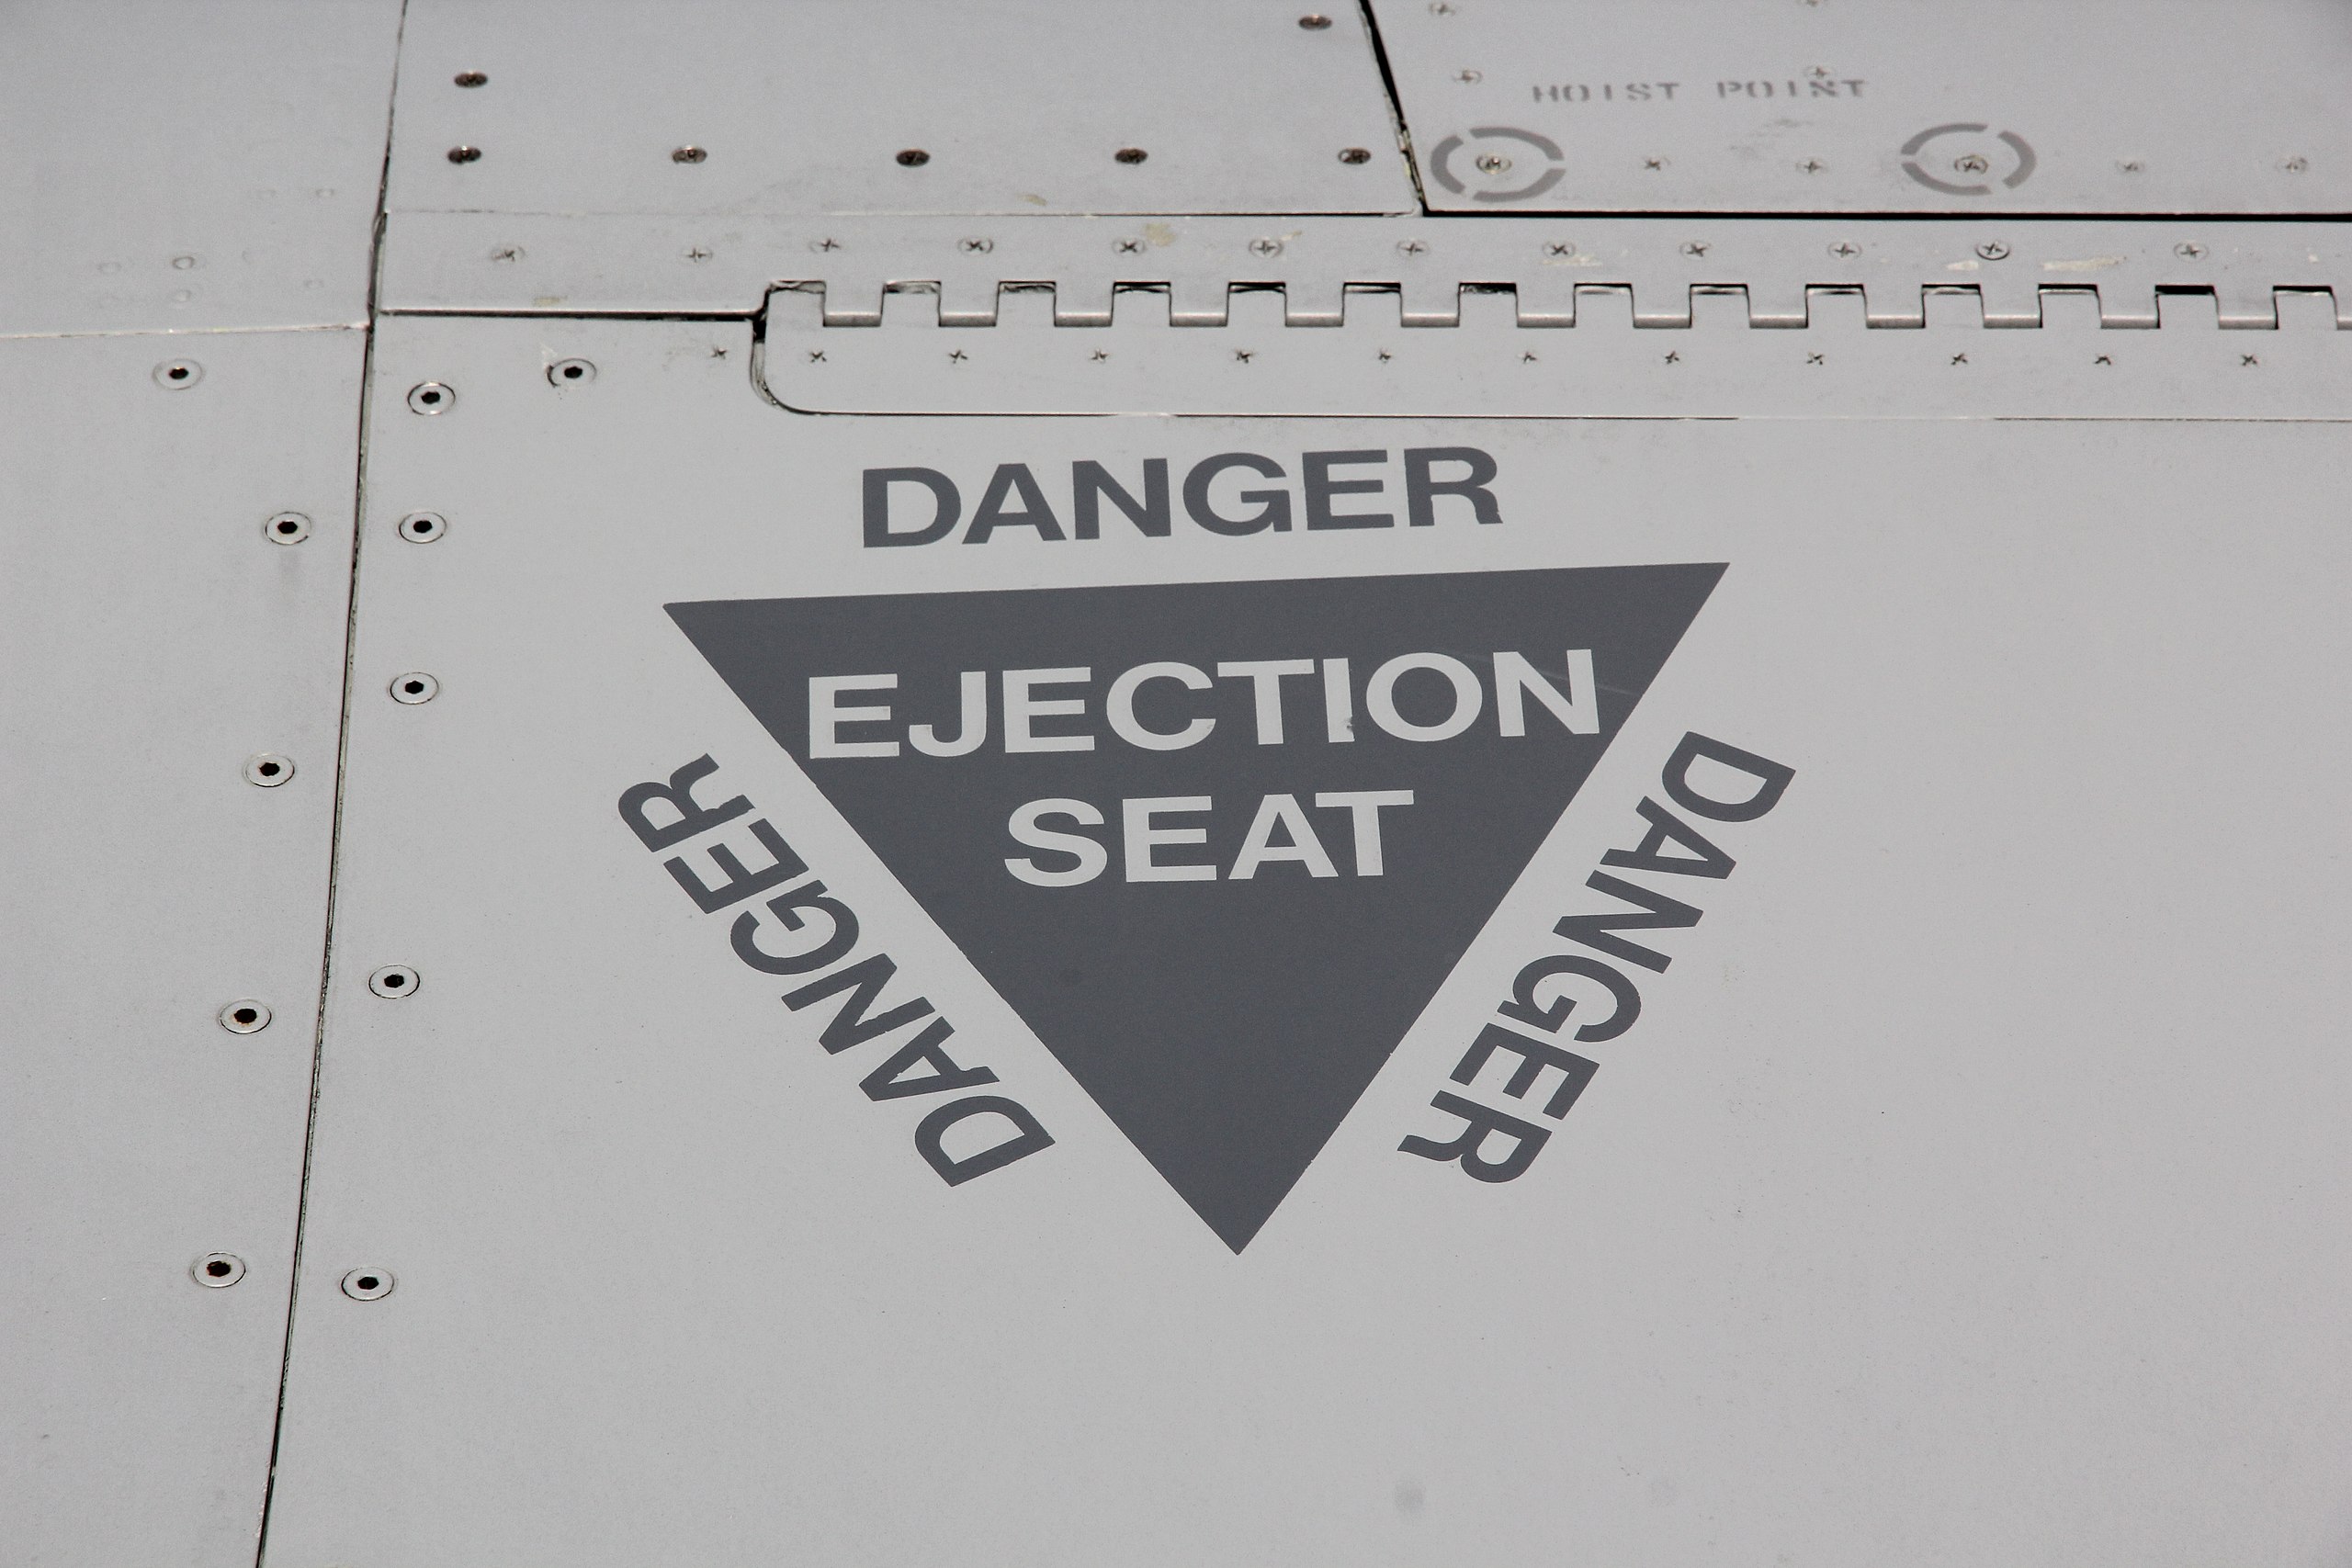 HOIST POINT
DANGER
EJECTION
SEAT
DANGER
DANGER